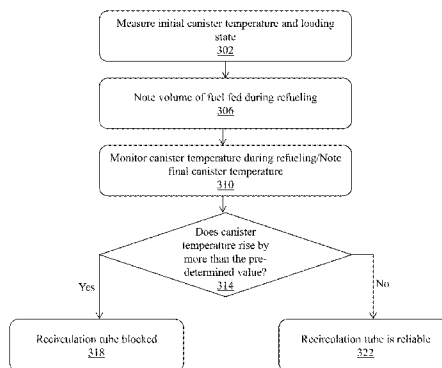 Measure initial canister temperature and loading
state
302
Note volume of fuel fed during refueling
306
Monitor canister temperature during refueling/Note
final canister temperature
310
Does canister
temperature rise by
more than the pre-
determined value?
314
Yes
No
Recirculation tube blocked
318
Recirculation tube is reliable
322